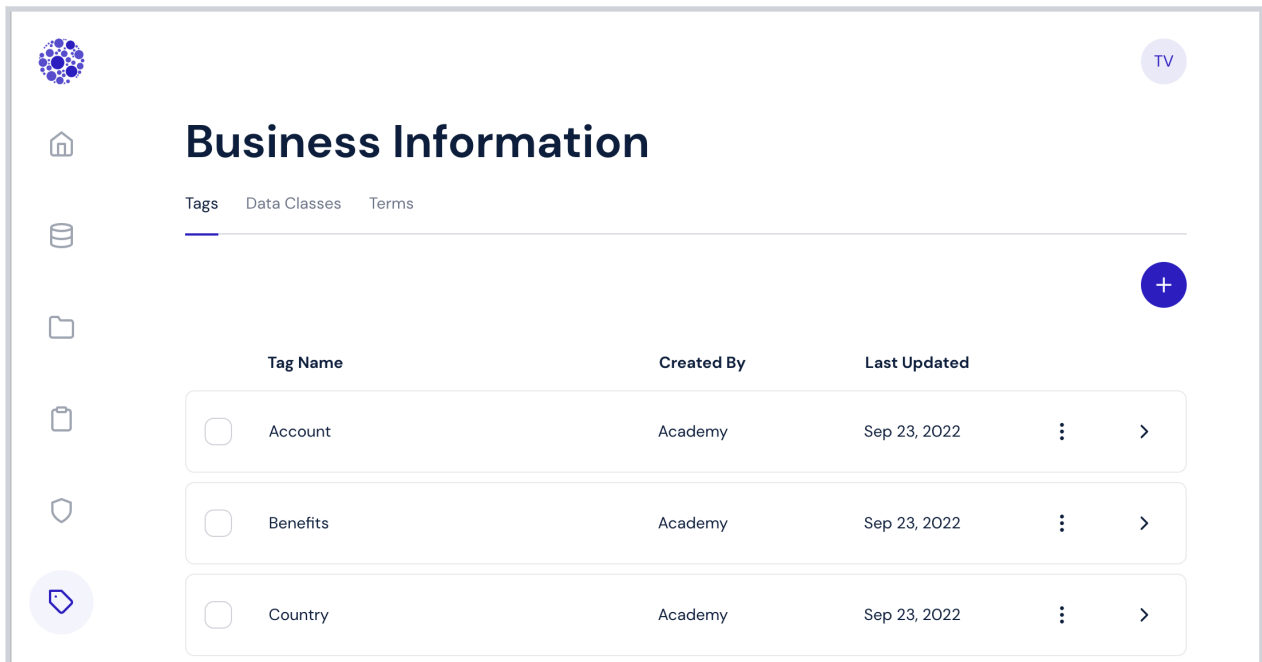 TV
Business Information
Tags Data Classes Terms
+
Tag Name Created By Last Updated
Account Academy Sep 23, 2022
Benefits Academy Sep 23, 2022
Country Academy Sep 23, 2022